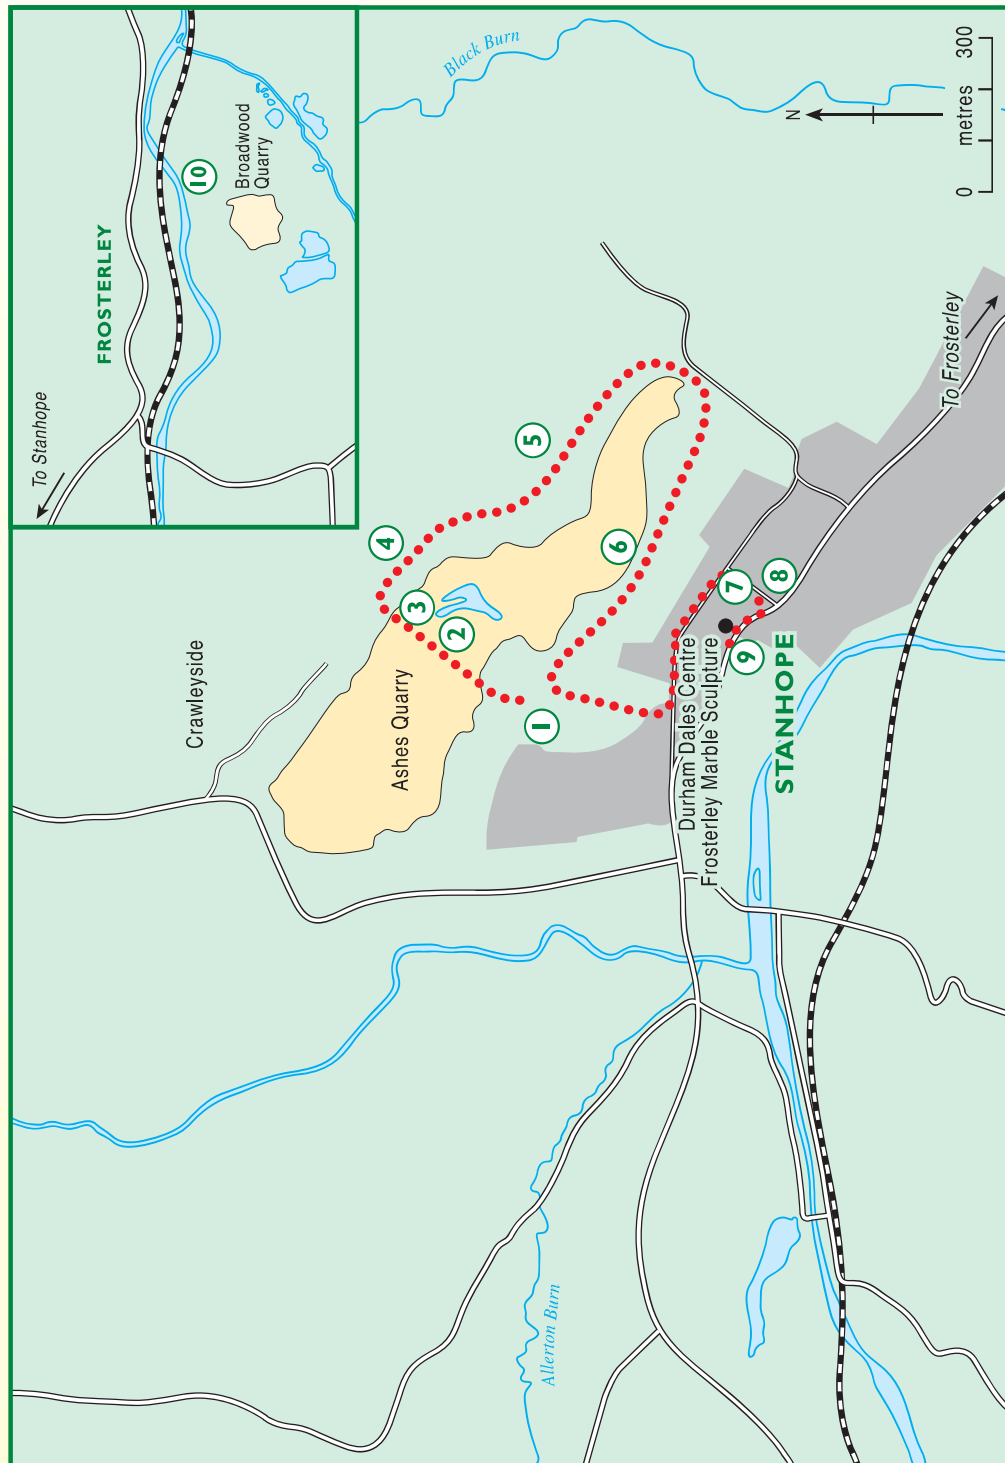 To Stanhope
FROSTERLEY
10
Broadwood
Quarry
Black Burn
Crawleyside
Ashes Quarry
1
2
3
4
5
6
7
8
9
Durham Dales Centre
Frosterley Marble Sculpture
STANHOPE
To Frosterley
Allerton Burn
N
0 metres 300